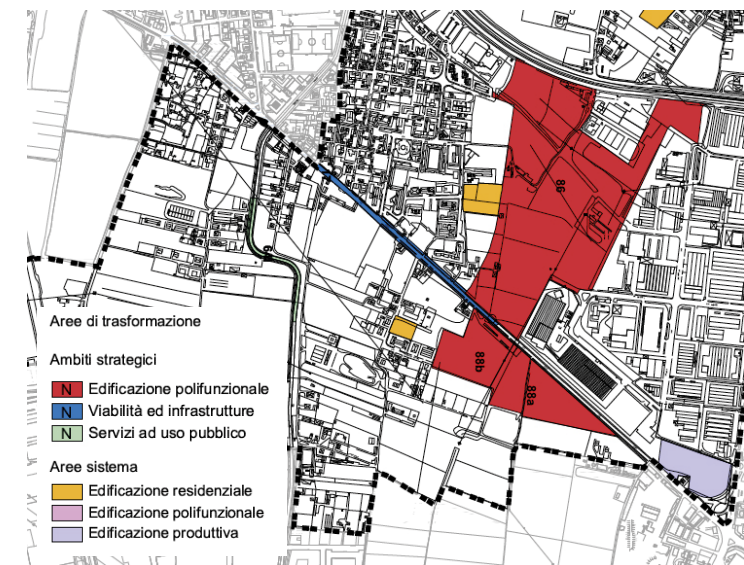 86
88b
88a
Aree di trasformazione
Ambiti strategici
N Edificazione polifunzionale
N Viabilità ed infrastrutture
N Servizi ad uso pubblico
Aree sistema
Edificazione residenziale
Edificazione polifunzionale
Edificazione produttiva